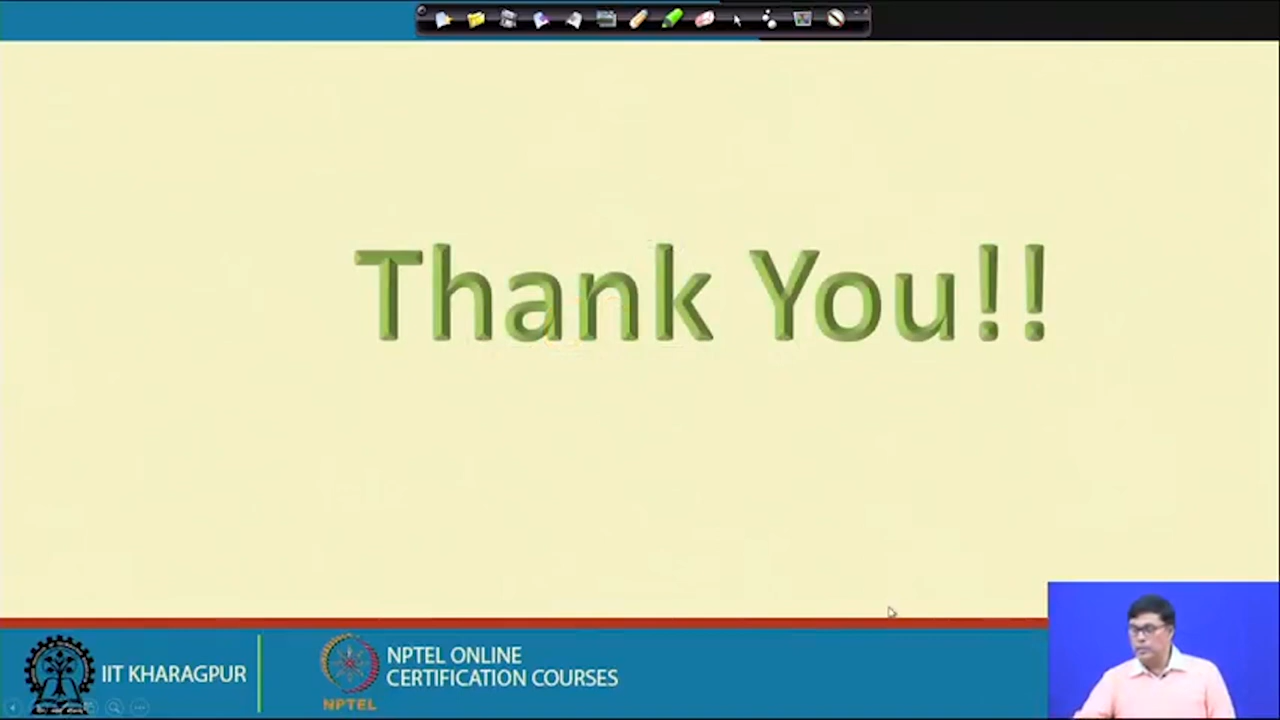 Thank You!!
IIT KHARAGPUR
NPTEL ONLINE
CERTIFICATION COURSES
NPTEL